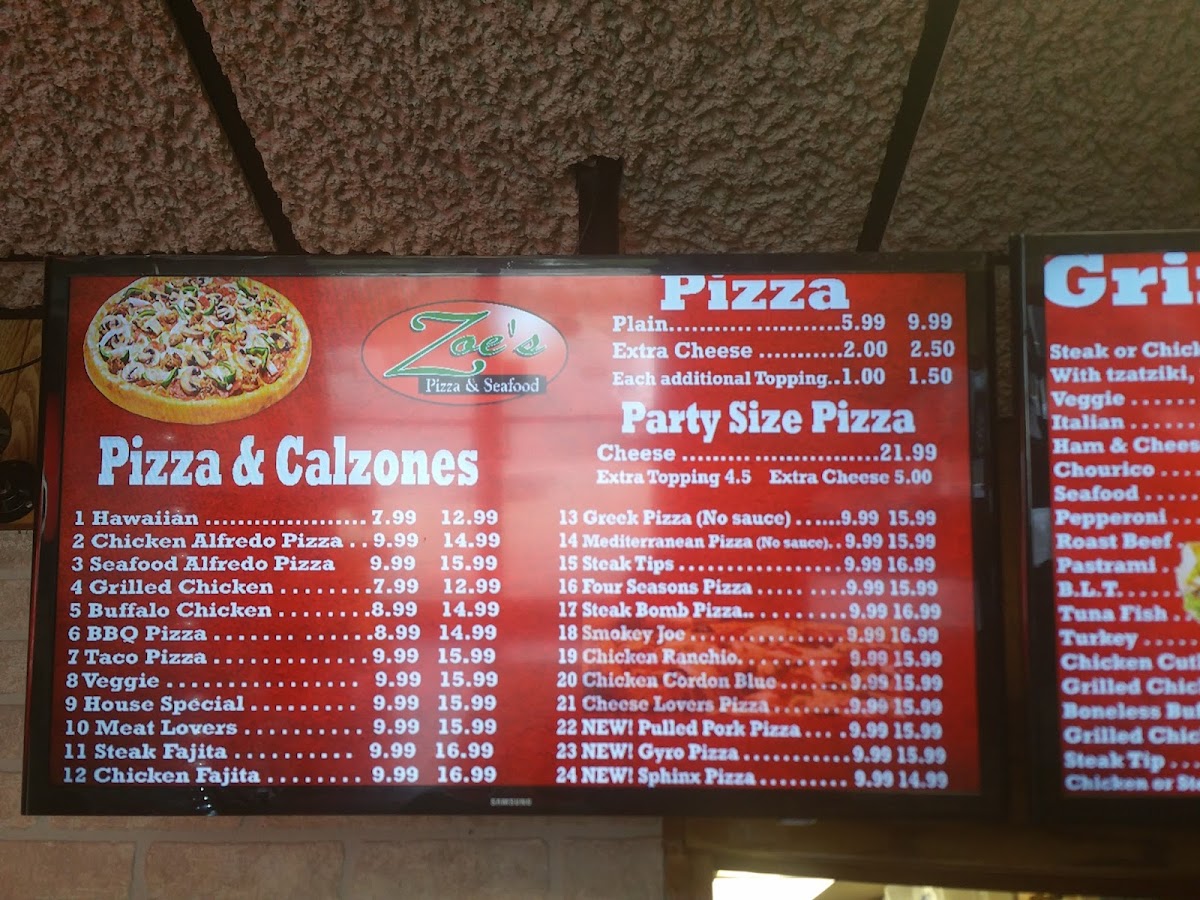 Zoe's
Pizza & Seafood
Pizza & Calzones
1 Hawaiian .................... 7.99 12.99
2 Chicken Alfredo Pizza . . 9.99 14.99
3 Seafood Alfredo Pizza 9.99 15.99
4 Grilled Chicken ........ 7.99 12.99
5 Buffalo Chicken ........ 8.99 14.99
6 BBQ Pizza ....... ...... 8.99 14.99
7 Taco Pizza ............. 9.99 15.99
8 Veggie ................. 9.99 15.99
9 House Special .......... 9.99 15.99
10 Meat Lovers ........... 9.99 15.99
11 Steak Fajita ........... 9.99 16.99
12 Chicken Fajita ........ 9.99 16.99
Pizza
Plain........... ............5.99 9.99
Extra Cheese ...........2.00 2.50
Each additional Topping..1.00 1.50
Party Size Pizza
Cheese ......... ................21.99
Extra Topping 4.5 Extra Cheese 5.00
13 Greek Pizza (No sauce) . . ....9.99 15.99
14 Mediterranean Pizza (No sauce). . 9.99 15.99
15 Steak Tips .................. 9.99 16.99
16 Four Seasons Pizza ..... .....9.99 15.99
17 Steak Bomb Pizza.. ......... 9.99 16.99
18 Smokey Joe ................ 9.99 16.99
19 Chicken Ranchio. ......... 9.99 15.99
20 Chicken Cordon Blue ....... 9.99 15.99
21 Cheese Lovers Pizza ........ 9.99 15.99
22 NEW! Pulled Pork Pizza .... 9.99 15.99
23 NEW! Gyro Pizza ........... 9.99 15.99
24 NEW! Sphinx Pizza ......... 9.99 14.99
SAMSUNG
Gri
Steak or Chick
With tzatziki,
Veggie ......
Italian ......
Ham & Chees
Chourico ....
Seafood .....
Pepperoni ..
Roast Beef
Pastrami .
B.L.T. .....
Tuna Fish .
Turkey .....
Chicken Cut
Grilled Chic
Boneless Bu
Grilled Chic
Steak Tip ...
Chicken or St